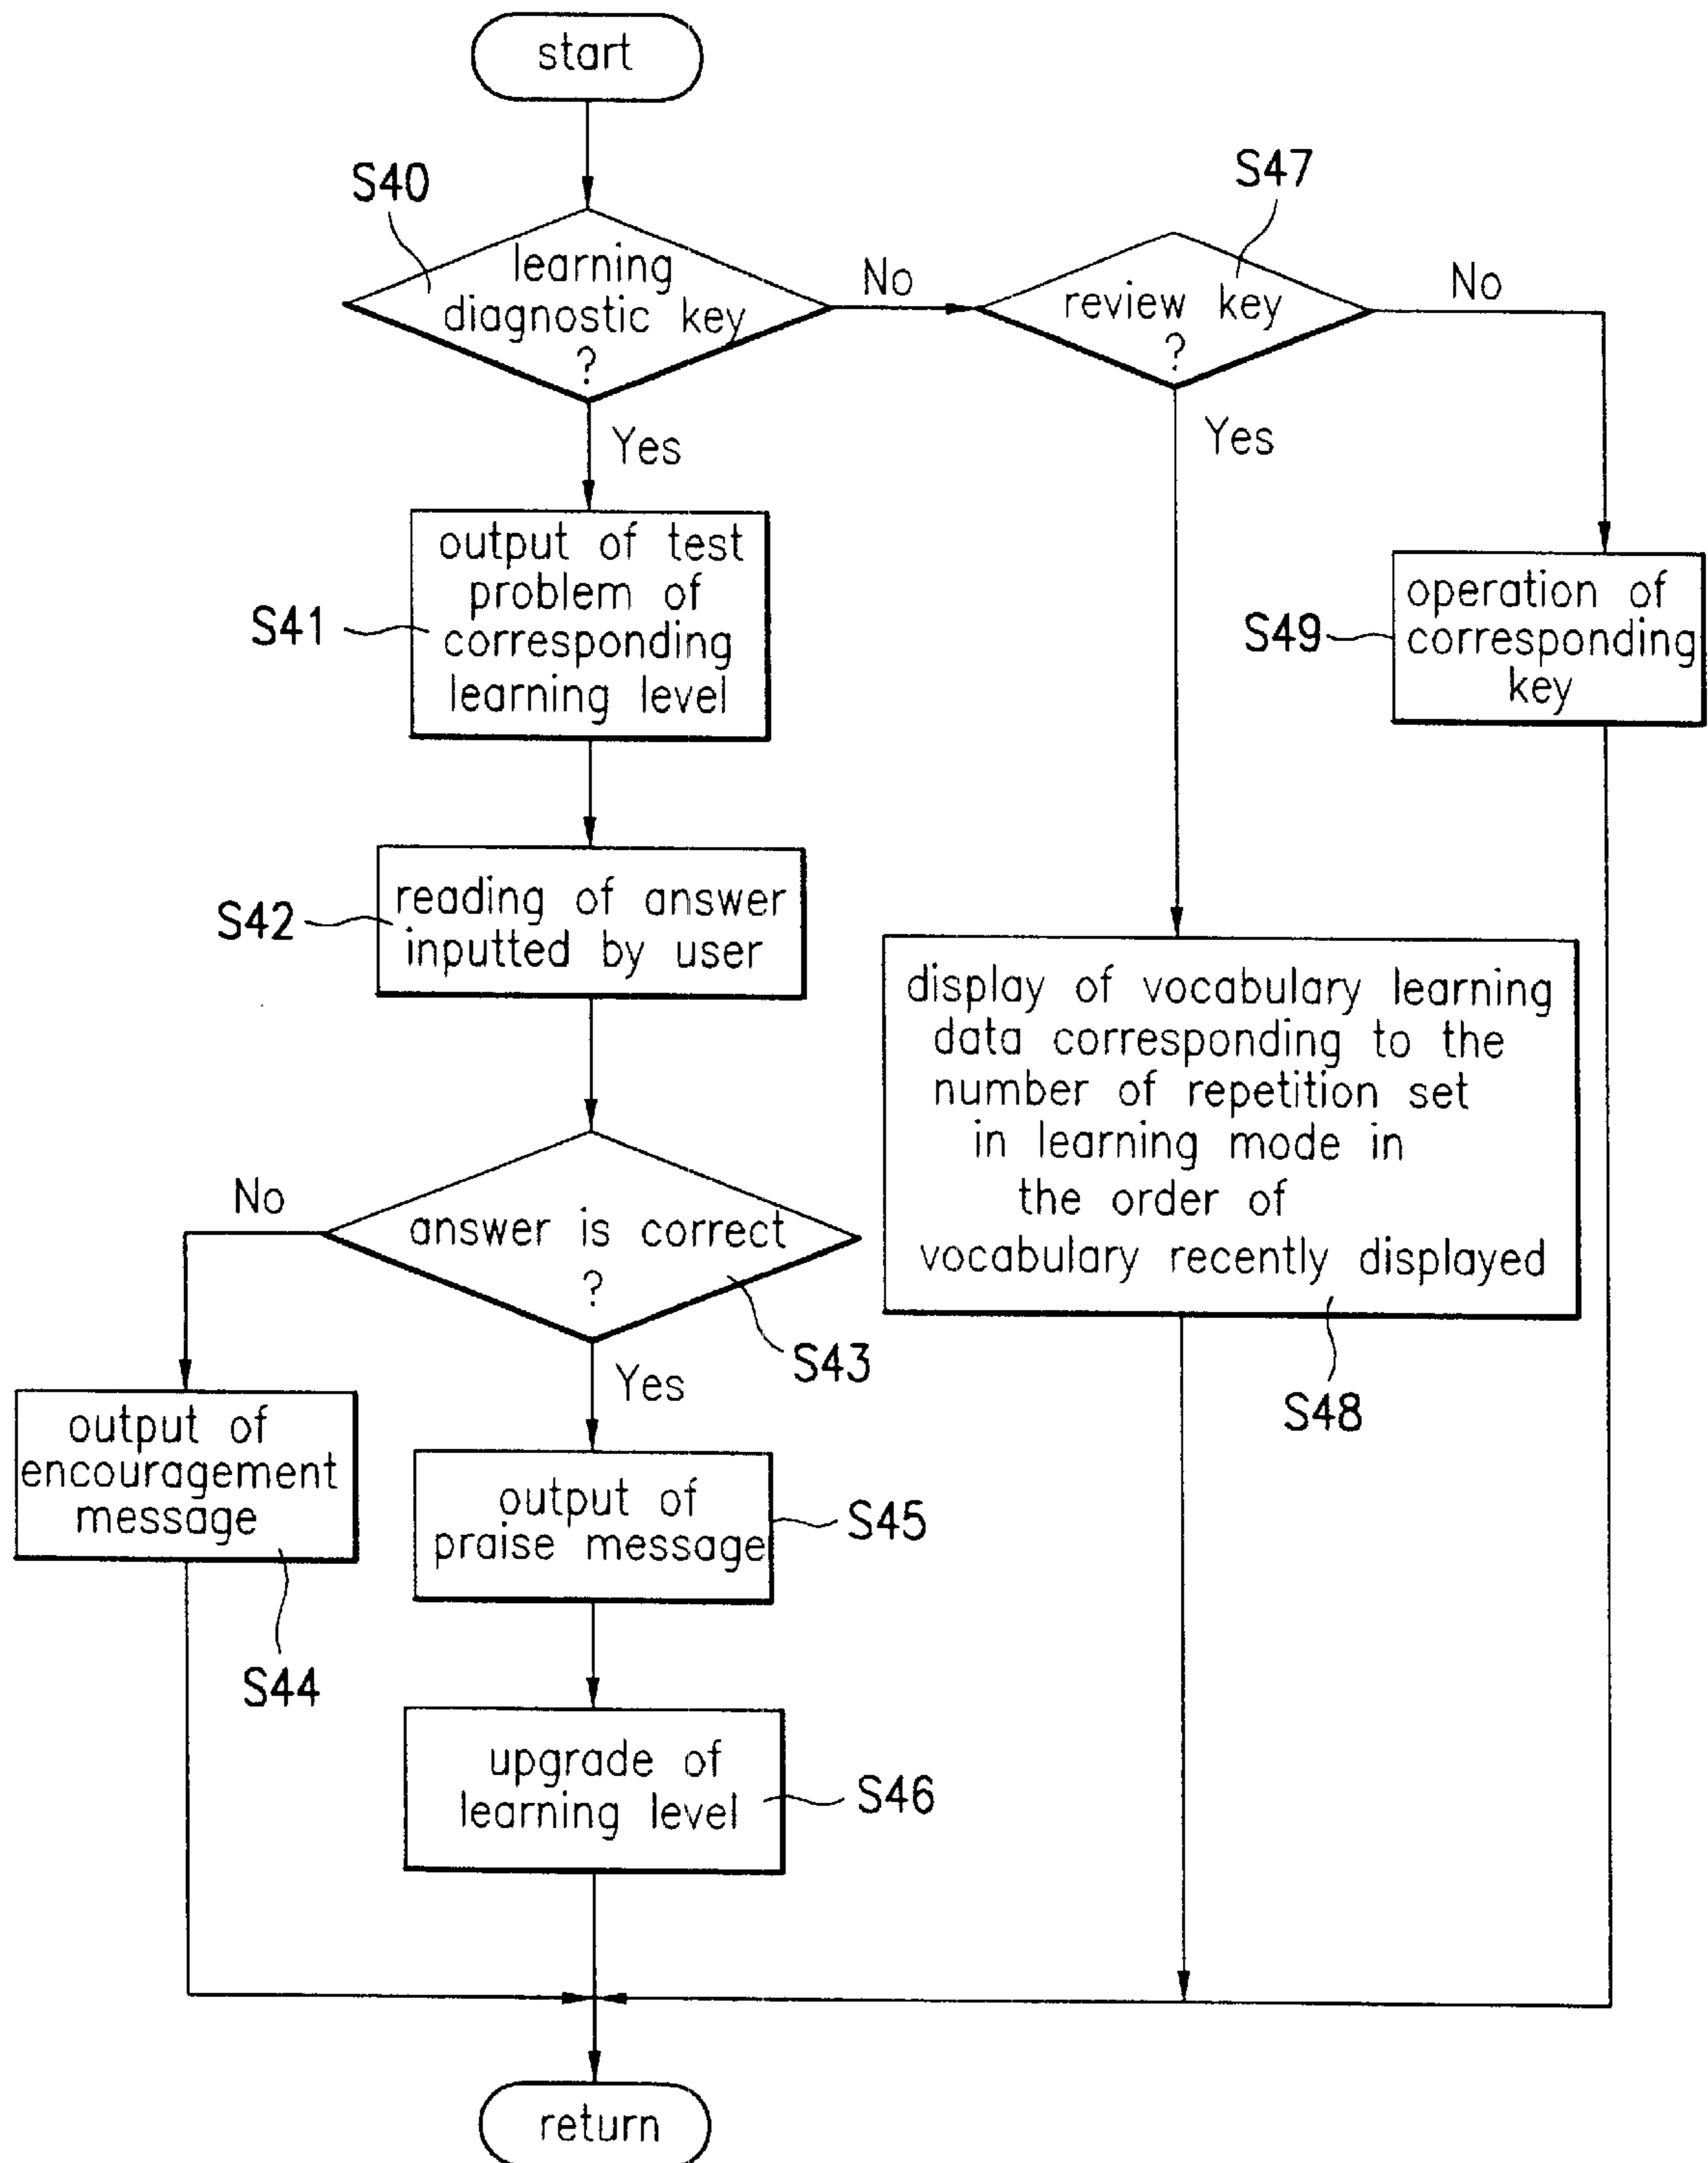 start
S40
learning
diagnostic key
?
No
S47
review key
?
No
Yes
Yes
S41
output of test
problem of
corresponding
learning level
S49
operation of
corresponding
key
S42
reading of answer
inputted by user
display of vocabulary learning
data corresponding to the
number of repetition set
in learning mode in
the order of
vocabulary recently displayed
S48
No
answer is correct
?
S43
Yes
output of
encouragement
message
S44
output of
praise message
S45
upgrade of
learning level
S46
return